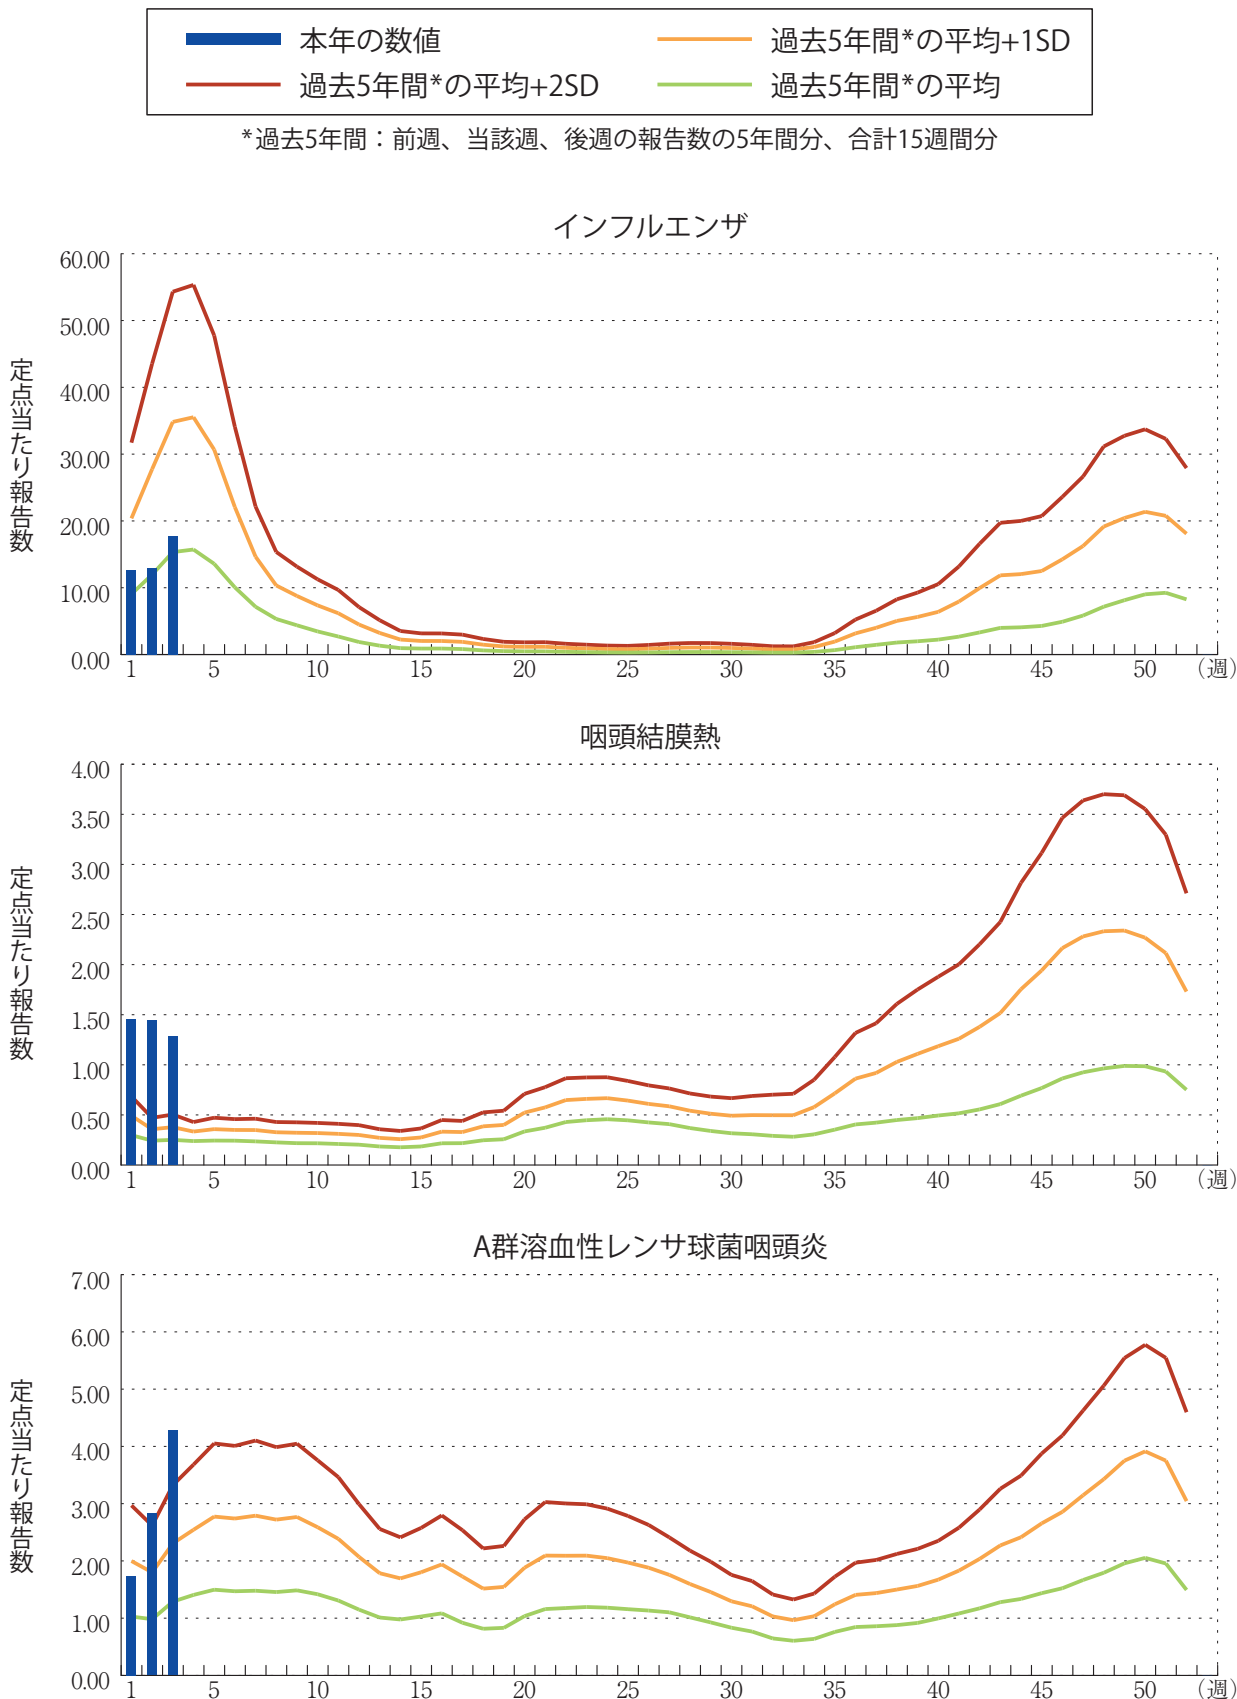 本年の数値 過去5年間*の平均+1SD
過去5年間*の平均+2SD 過去5年間*の平均
*過去5年間：前週、当該週、後週の報告数の5年間分、合計15週間分
インフルエンザ
定点当たり報告数
60.00
50.00
40.00
30.00
20.00
10.00
0.00
1 5 10 15 20 25 30 35 40 45 50 （週）
咽頭結膜熱
定点当たり報告数
4.00
3.50
3.00
2.50
2.00
1.50
1.00
0.50
0.00
1 5 10 15 20 25 30 35 40 45 50 （週）
A群溶血性レンサ球菌咽頭炎
定点当たり報告数
7.00
6.00
5.00
4.00
3.00
2.00
1.00
0.00
1 5 10 15 20 25 30 35 40 45 50 （週）